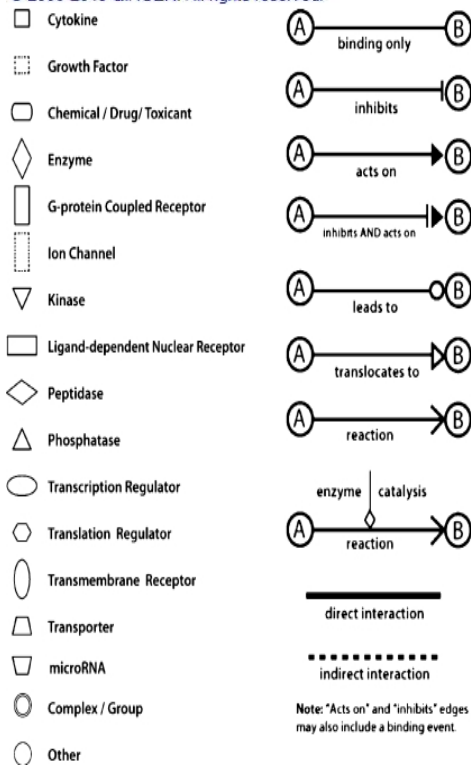 Cytokine
Growth Factor
Chemical / Drug/ Toxicant
Enzyme
G-protein Coupled Receptor
Ion Channel
Kinase
Ligand-dependent Nuclear Receptor
Peptidase
Phosphatase
Transcription Regulator
Translation Regulator
Transmembrane Receptor
Transporter
microRNA
Complex / Group
Other
A B
binding only
A B
inhibits
A B
acts on
A B
inhibits AND acts on
A B
leads to
A B
translocates to
A B
reaction
enzyme catalysis
A B
reaction
direct interaction
indirect interaction
Note: "Acts on" and "inhibits" edges
may also include a binding event.